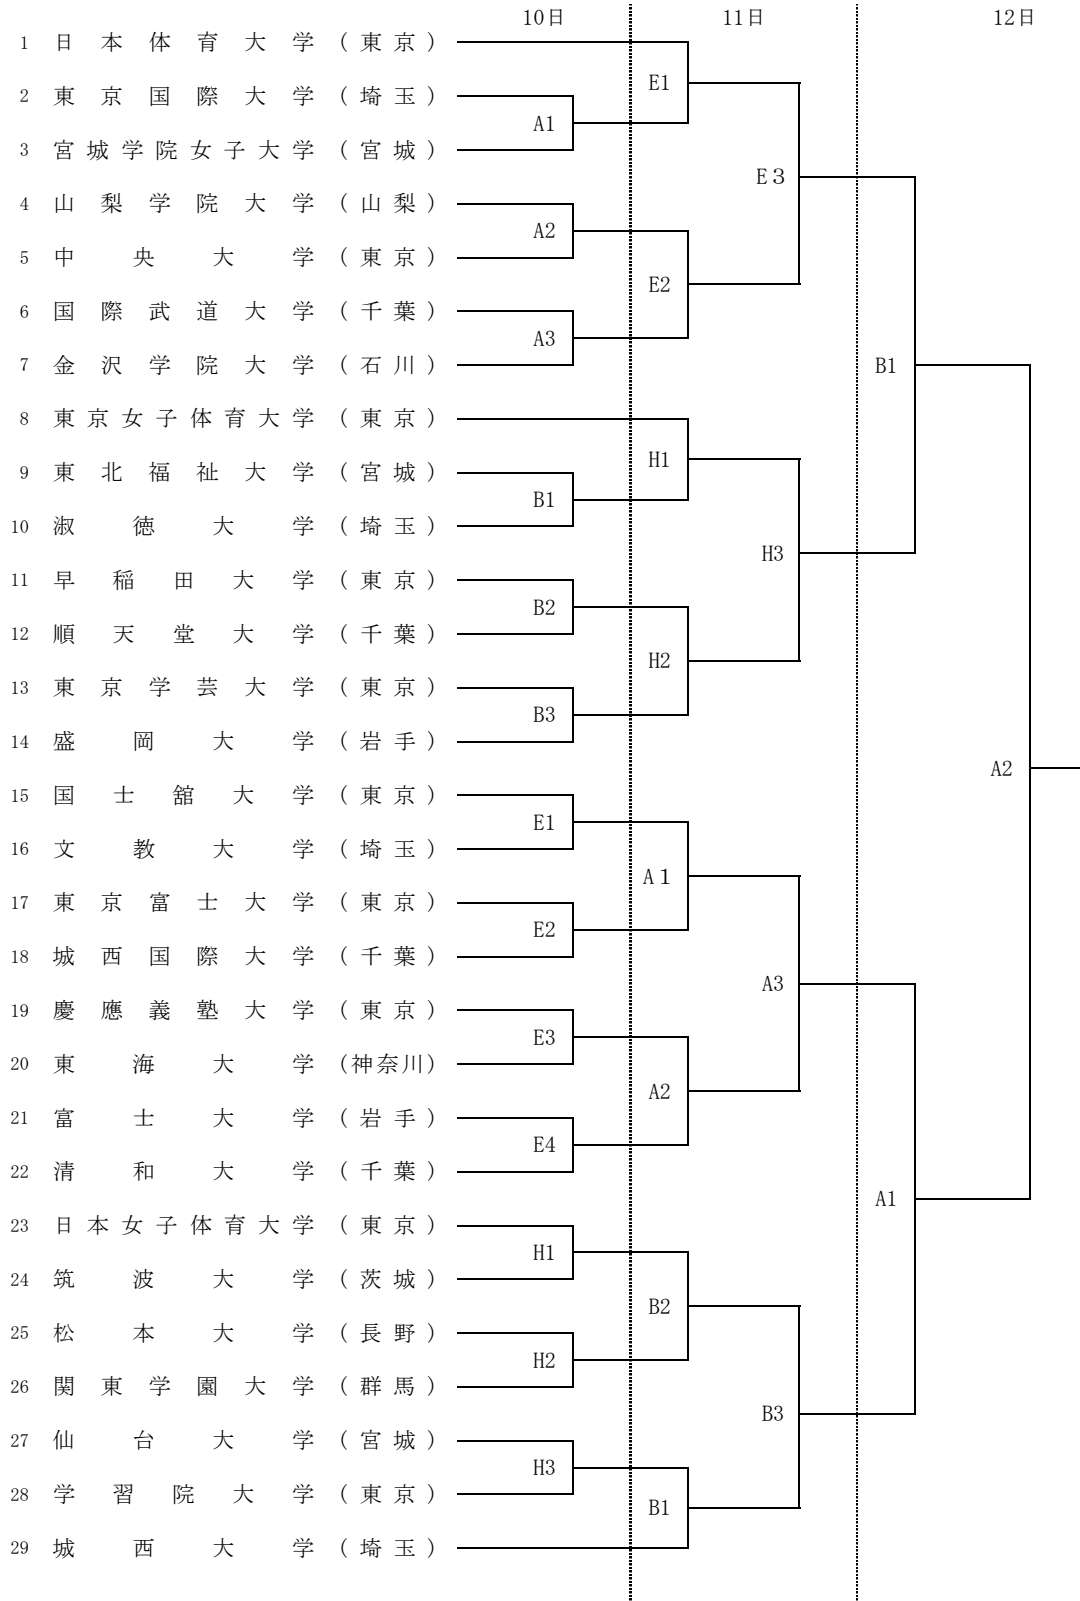 10日 11日 12日
1 日本体育大学 (東京)
E1
2 東京国際大学 (埼玉)
A1
3 宮城学院女子大学 (宮城)
E３
4 山梨学院大学 (山梨)
A2
5 中央大学 (東京)
E2
6 国際武道大学 (千葉)
A3
7 金沢学院大学 (石川)
B1
8 東京女子体育大学 (東京)
H1
9 東北福祉大学 (宮城)
B1
10 淑徳大学 (埼玉)
H3
11 早稲田大学 (東京)
B2
12 順天堂大学 (千葉)
H2
13 東京学芸大学 (東京)
B3
14 盛岡大学 (岩手)
A2
15 国士舘大学 (東京)
E1
16 文教大学 (埼玉)
A１
17 東京富士大学 (東京)
E2
18 城西国際大学 (千葉)
A3
19 慶應義塾大学 (東京)
E3
20 東海大学 (神奈川)
A2
21 富士大学 (岩手)
E4
22 清和大学 (千葉)
A1
23 日本女子体育大学 (東京)
H1
24 筑波大学 (茨城)
B2
25 松本大学 (長野)
H2
26 関東学園大学 (群馬)
B3
27 仙台大学 (宮城)
H3
28 学習院大学 (東京)
B1
29 城西大学 (埼玉)